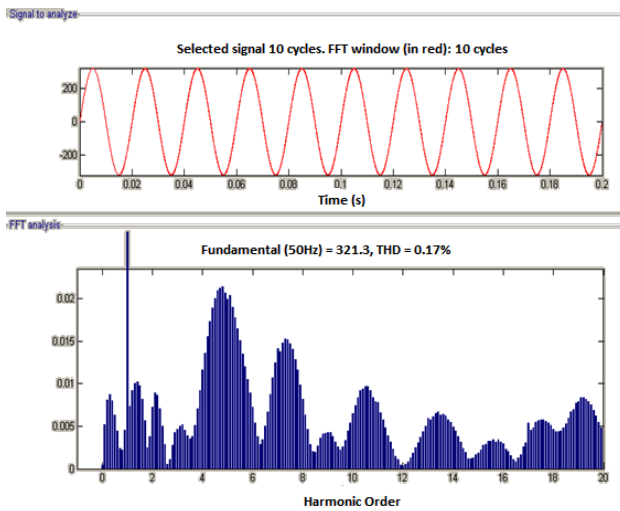 Signal to analyze
Selected signal 10 cycles. FFT window (in red): 10 cycles
200
0
-200
0 0.02 0.04 0.06 0.08 0.1 0.12 0.14 0.16 0.18 0.2
Time (s)
FFT analysis
Fundamental (50Hz) = 321.3, THD = 0.17%
0.02
0.015
0.01
0.005
0
0 2 4 6 8 10 12 14 16 18 20
Harmonic Order